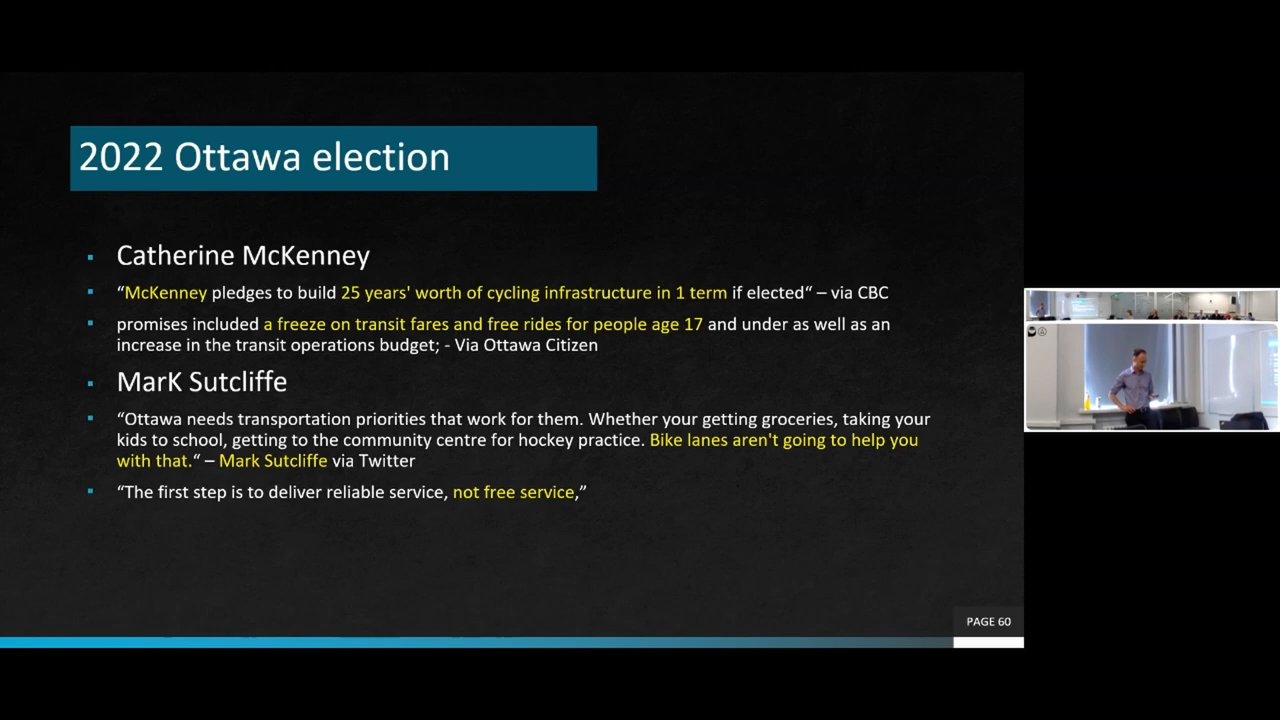 2022 Ottawa election
▪ Catherine McKenney
▪ “McKenney pledges to build 25 years' worth of cycling infrastructure in 1 term if elected“ – via CBC
▪ promises included a freeze on transit fares and free rides for people age 17 and under as well as an
increase in the transit operations budget; - Via Ottawa Citizen
▪ MarK Sutcliffe
▪ “Ottawa needs transportation priorities that work for them. Whether your getting groceries, taking your
kids to school, getting to the community centre for hockey practice. Bike lanes aren't going to help you
with that.“ – Mark Sutcliffe via Twitter
▪ “The first step is to deliver reliable service, not free service,”
PAGE 60